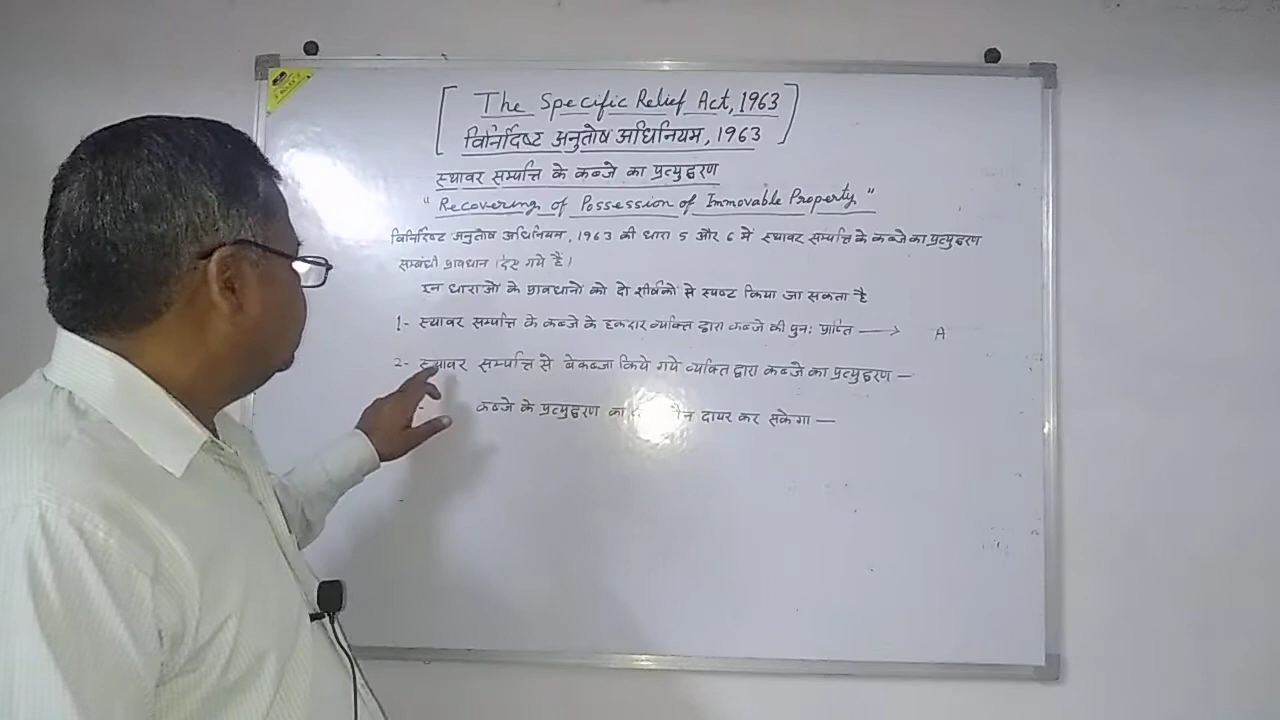 [ The Specific Relief Act, 1963
विनिर्दिष्ट अनुतोष अधिनियम, 1963 ]
स्थावर सम्पत्ति के कब्जे का प्रत्युद्धरण
" Recovering of Possession of Immovable Property "
विनिर्दिष्ट अनुतोष अधिनियम, 1963 की धारा 5 और 6 में स्थावर सम्पत्ति के कब्जे का प्रत्युद्धरण
सम्बंधी प्रावधान दिए गये हैं।
इन धाराओं के प्रावधानों को दो शीर्षकों से स्पष्ट किया जा सकता है
1- स्थावर सम्पत्ति के कब्जे के हकदार व्यक्ति द्वारा कब्जे की पुनः प्राप्ति —> A
2- स्थावर सम्पत्ति से बेकब्जा किये गये व्यक्ति द्वारा कब्जे का प्रत्युद्धरण —
कब्जे के प्रत्युद्धरण का दायर कर सकेगा —